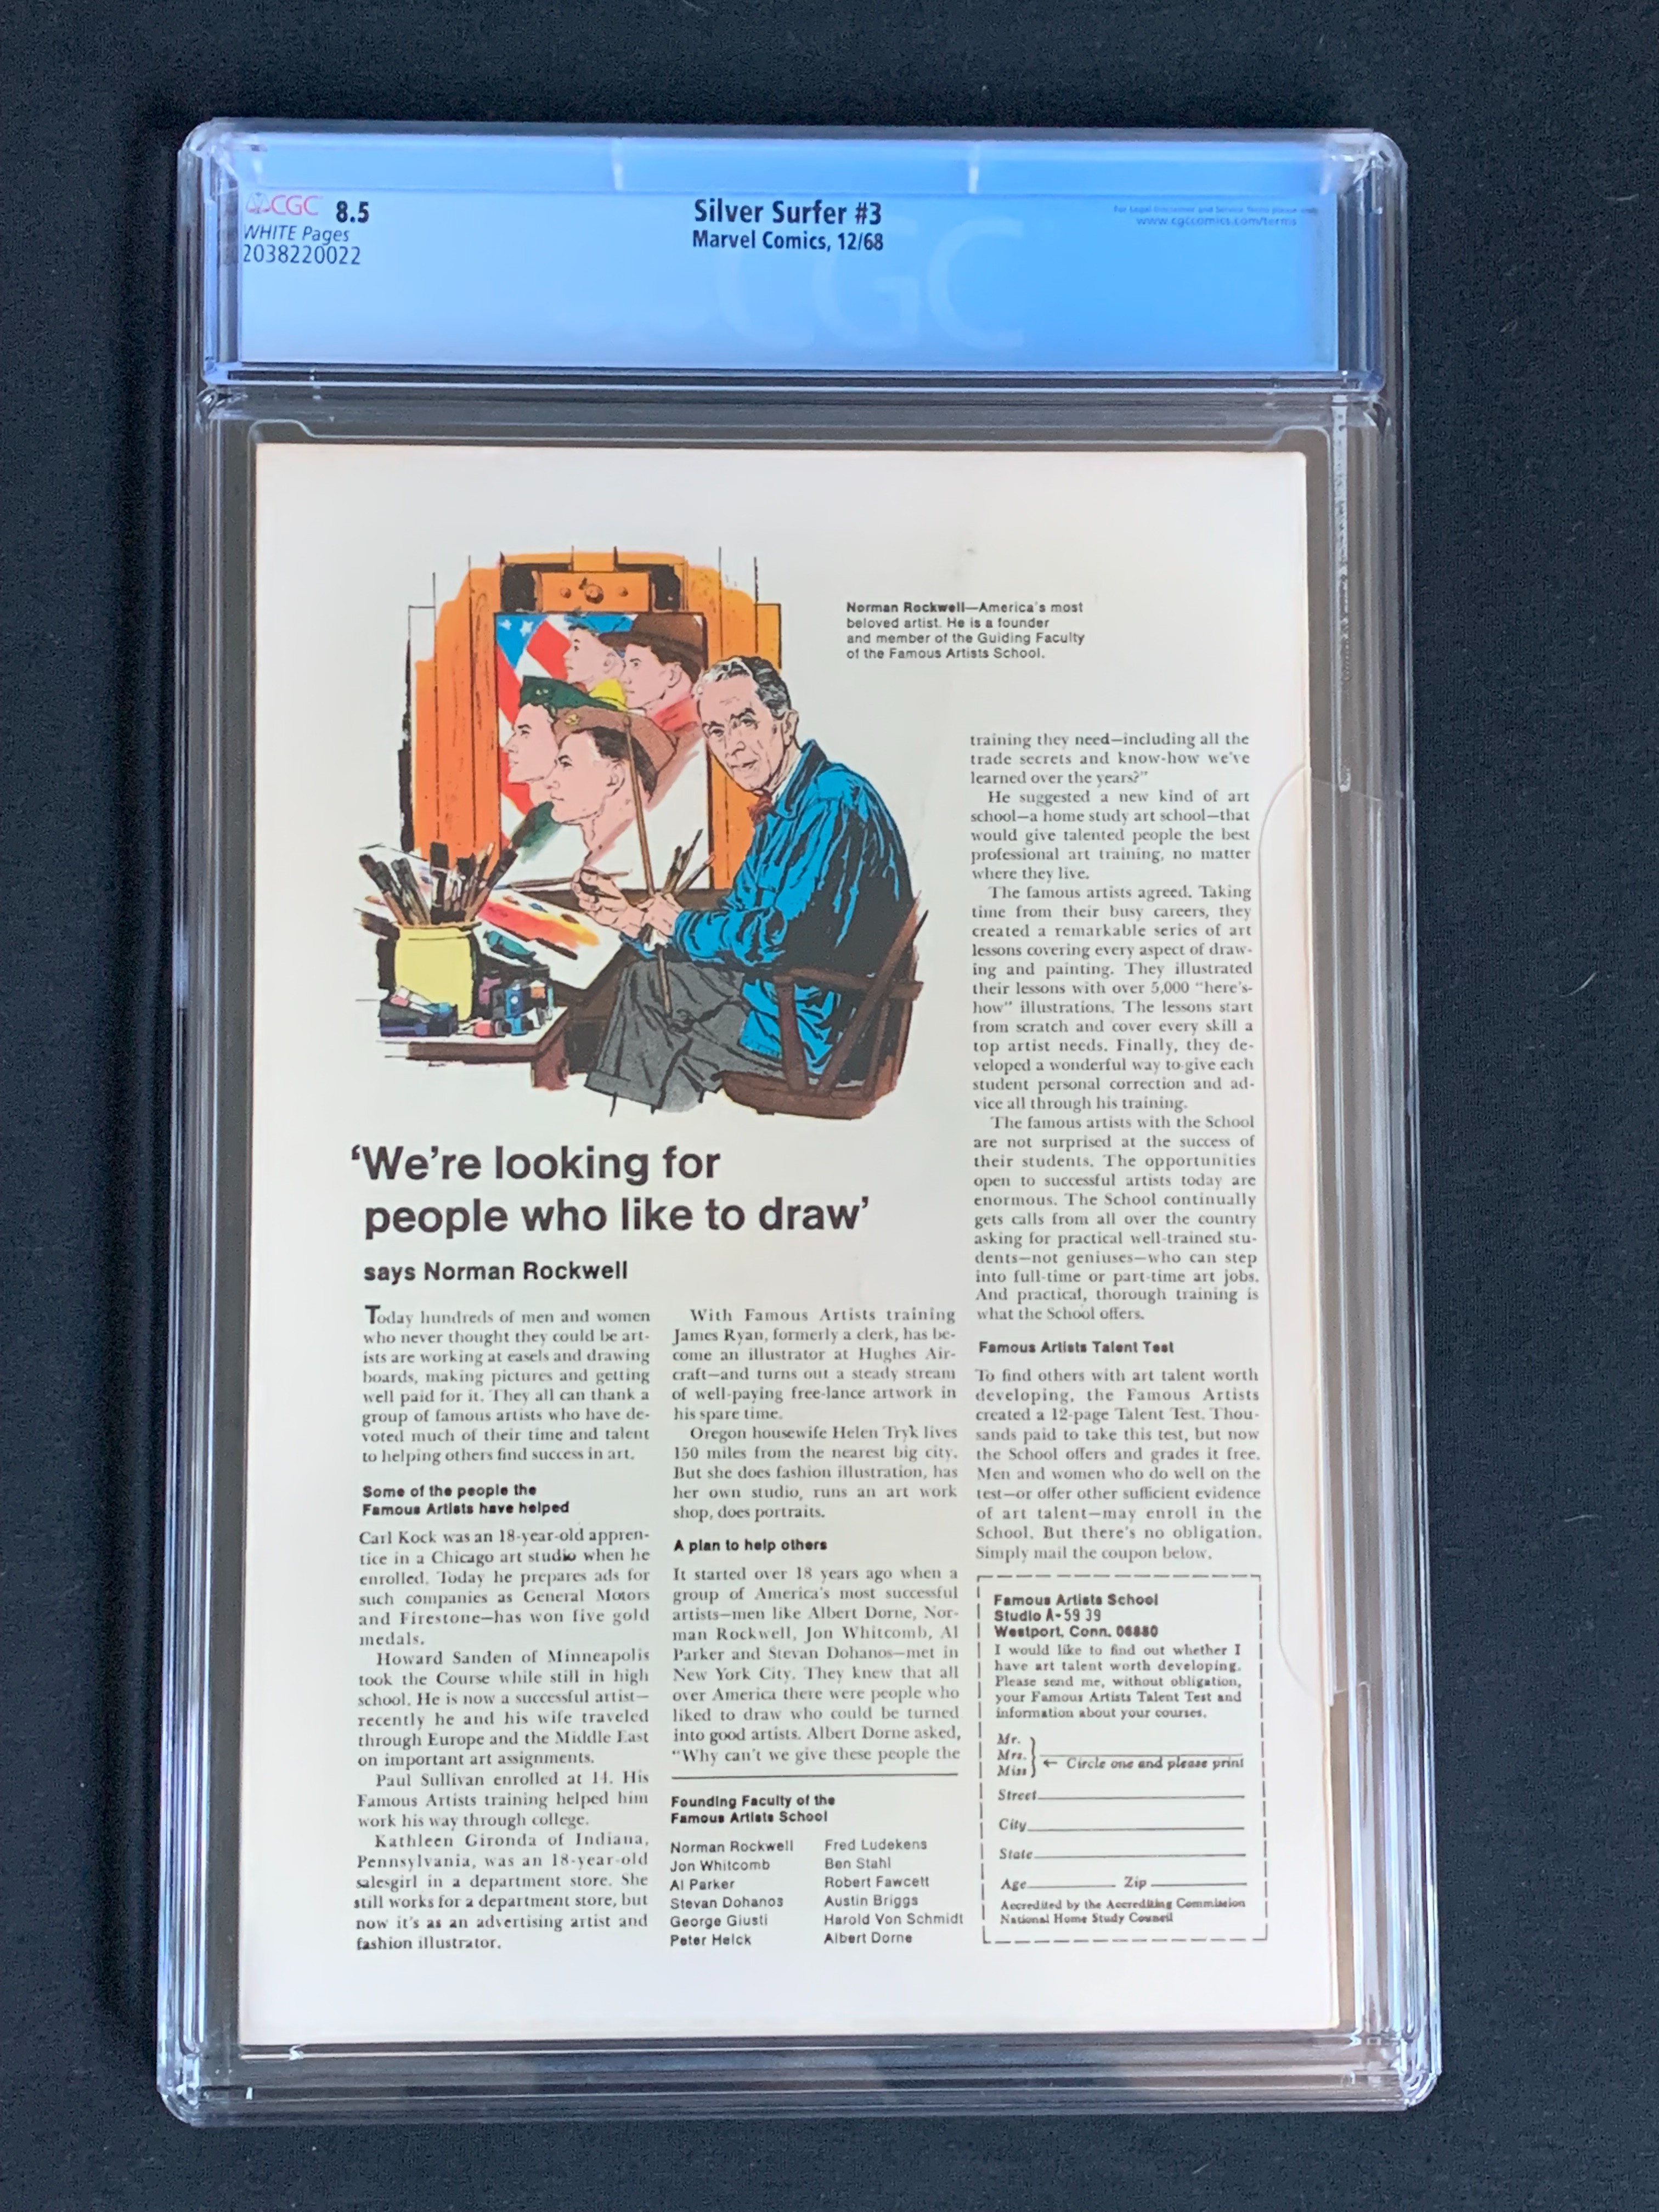 CGC 8.5
WHITE Pages
2038220022
Silver Surfer #3
Marvel Comics, 12/68
For Legal Disclaimer and Service Terms please visit
www.cgccomics.com/terms
CGC
Norman Rockwell—America's most
beloved artist. He is a founder
and member of the Guiding Faculty
of the Famous Artists School.
‘We're looking for
people who like to draw’
says Norman Rockwell
Today hundreds of men and women
who never thought they could be art-
ists are working at easels and drawing
boards, making pictures and getting
well paid for it. They all can thank a
group of famous artists who have de-
voted much of their time and talent
to helping others find success in art.
Some of the people the
Famous Artists have helped
Carl Kock was an 18-year-old appren-
tice in a Chicago art studio when he
enrolled. Today he prepares ads for
such companies as General Motors
and Firestone—has won five gold
medals.
Howard Sanden of Minneapolis
took the Course while still in high
school. He is now a successful artist—
recently he and his wife traveled
through Europe and the Middle East
on important art assignments.
Paul Sullivan enrolled at 14. His
Famous Artists training helped him
work his way through college.
Kathleen Gironda of Indiana,
Pennsylvania, was an 18-year-old
salesgirl in a department store. She
still works for a department store, but
now it's as an advertising artist and
fashion illustrator.
With Famous Artists training
James Ryan, formerly a clerk, has be-
come an illustrator at Hughes Air-
craft—and turns out a steady stream
of well-paying free-lance artwork in
his spare time.
Oregon housewife Helen Tryk lives
150 miles from the nearest big city.
But she does fashion illustration, has
her own studio, runs an art work
shop, does portraits.
A plan to help others
It started over 18 years ago when a
group of America's most successful
artists—men like Albert Dorne, Nor-
man Rockwell, Jon Whitcomb, Al
Parker and Stevan Dohanos—met in
New York City. They knew that all
over America there were people who
liked to draw who could be turned
into good artists. Albert Dorne asked,
“Why can't we give these people the
Founding Faculty of the
Famous Artists School
Norman Rockwell
Jon Whitcomb
Al Parker
Stevan Dohanos
George Giusti
Peter Helck
Fred Ludekens
Ben Stahl
Robert Fawcett
Austin Briggs
Harold Von Schmidt
Albert Dorne
training they need—including all the
trade secrets and know-how we've
learned over the years?”
He suggested a new kind of art
school—a home study art school—that
would give talented people the best
professional art training, no matter
where they live.
The famous artists agreed. Taking
time from their busy careers, they
created a remarkable series of art
lessons covering every aspect of draw-
ing and painting. They illustrated
their lessons with over 5,000 “here's-
how” illustrations. The lessons start
from scratch and cover every skill a
top artist needs. Finally, they de-
veloped a wonderful way to give each
student personal correction and ad-
vice all through his training.
The famous artists with the School
are not surprised at the success of
their students. The opportunities
open to successful artists today are
enormous. The School continually
gets calls from all over the country
asking for practical well-trained stu-
dents—not geniuses—who can step
into full-time or part-time art jobs.
And practical, thorough training is
what the School offers.
Famous Artists Talent Test
To find others with art talent worth
developing, the Famous Artists
created a 12-page Talent Test. Thou-
sands paid to take this test, but now
the School offers and grades it free.
Men and women who do well on the
test—or offer other sufficient evidence
of art talent—may enroll in the
School. But there's no obligation.
Simply mail the coupon below.
Famous Artists School
Studio A-59 39
Westport, Conn. 06880
I would like to find out whether I
have art talent worth developing.
Please send me, without obligation,
your Famous Artists Talent Test and
information about your courses.
Mr.
Mrs.
Miss
← Circle one and please print
Street
City
State
Age Zip
Accredited by the Accrediting Commission
National Home Study Council